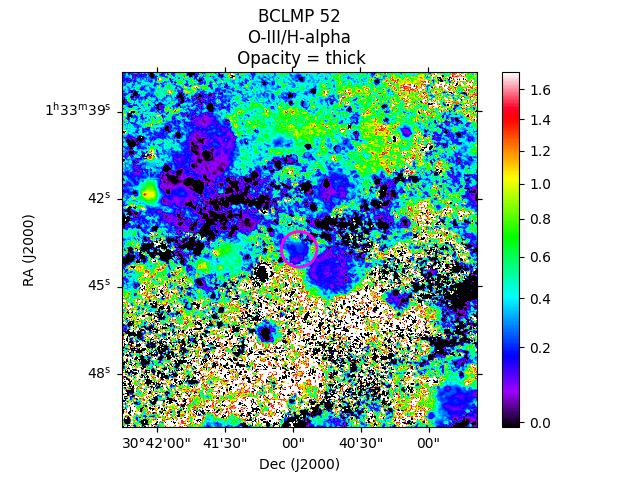 BCLMP 52
O-III/H-alpha
Opacity = thick
1ʰ33ᵐ39ˢ
42ˢ
45ˢ
48ˢ
RA (J2000)
30°42'00" 41'30" 00" 40'30" 00"
Dec (J2000)
1.6
1.4
1.2
1.0
0.8
0.6
0.4
0.2
0.0